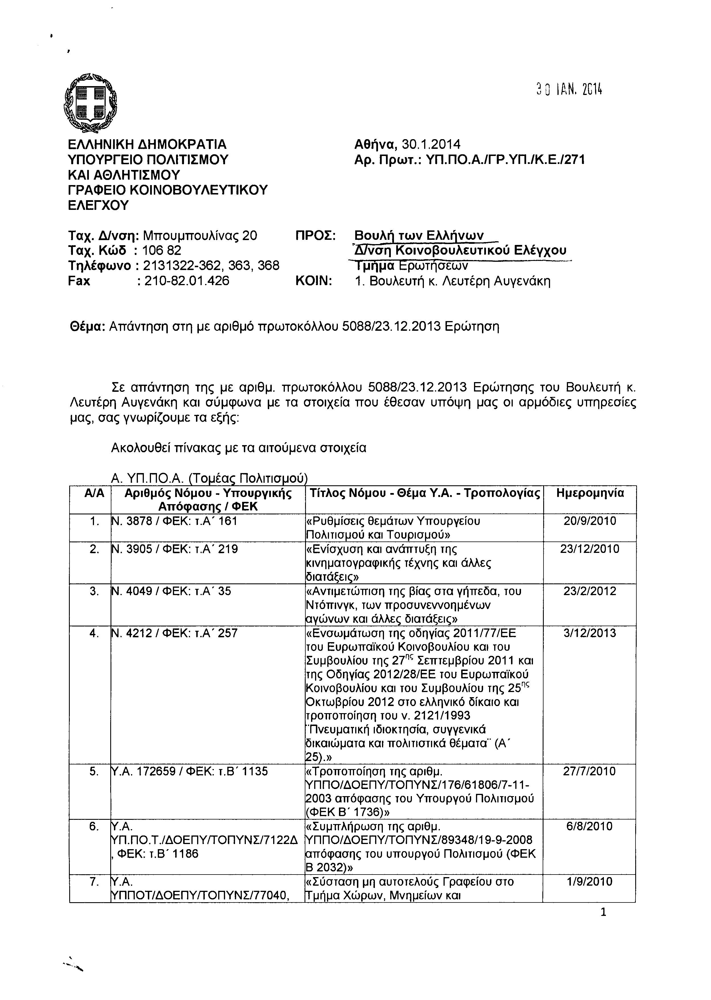 30 ΙΑΝ. 2014
ΕΛΛΗΝΙΚΗ ΔΗΜΟΚΡΑΤΙΑ
ΥΠΟΥΡΓΕΙΟ ΠΟΛΙΤΙΣΜΟΥ
ΚΑΙ ΑΘΛΗΤΙΣΜΟΥ
ΓΡΑΦΕΙΟ ΚΟΙΝΟΒΟΥΛΕΥΤΙΚΟΥ
ΕΛΕΓΧΟΥ
Αθήνα, 30.1.2014
Αρ. Πρωτ.: ΥΠ.ΠΟ.Α./ΓΡ.ΥΠ./Κ.Ε./271
Ταχ. Δ/νση: Μπουμπουλίνας 20
Ταχ. Κώδ : 106 82
Τηλέφωνο : 2131322-362, 363, 368
Fax : 210-82.01.426
ΠΡΟΣ: Βουλή των Ελλήνων
Δ/νση Κοινοβουλευτικού Ελέγχου
Τμήμα Ερωτήσεων
ΚΟΙΝ: 1. Βουλευτή κ. Λευτέρη Αυγενάκη
Θέμα: Απάντηση στη με αριθμό πρωτοκόλλου 5088/23.12.2013 Ερώτηση
Σε απάντηση της με αριθμ. πρωτοκόλλου 5088/23.12.2013 Ερώτησης του Βουλευτή κ.
Λευτέρη Αυγενάκη και σύμφωνα με τα στοιχεία που έθεσαν υπόψη μας οι αρμόδιες υπηρεσίες
μας, σας γνωρίζουμε τα εξής:
Ακολουθεί πίνακας με τα αιτούμενα στοιχεία
Α. ΥΠ.ΠΟ.Α. (Τομέας Πολιτισμού)
Α/Α
Αριθμός Νόμου - Υπουργικής
Απόφασης / ΦΕΚ
Τίτλος Νόμου - Θέμα Υ.Α. - Τροπολογίας
Ημερομηνία
1.
Ν. 3878 / ΦΕΚ: τ.Α΄ 161
«Ρυθμίσεις θεμάτων Υπουργείου
Πολιτισμού και Τουρισμού»
20/9/2010
2.
Ν. 3905 / ΦΕΚ: τ.Α΄ 219
«Ενίσχυση και ανάπτυξη της
κινηματογραφικής τέχνης και άλλες
διατάξεις»
23/12/2010
3.
Ν. 4049 / ΦΕΚ: τ.Α΄ 35
«Αντιμετώπιση της βίας στα γήπεδα, του
Ντόπινγκ, των προσυνεννοημένων
αγώνων και άλλες διατάξεις»
23/2/2012
4.
Ν. 4212 / ΦΕΚ: τ.Α΄ 257
«Ενσωμάτωση της οδηγίας 2011/77/ΕΕ
του Ευρωπαϊκού Κοινοβουλίου και του
Συμβουλίου της 27ης Σεπτεμβρίου 2011 και
της Οδηγίας 2012/28/ΕΕ του Ευρωπαϊκού
Κοινοβουλίου και του Συμβουλίου της 25ης
Οκτωβρίου 2012 στο ελληνικό δίκαιο και
τροποποίηση του ν. 2121/1993
¨Πνευματική ιδιοκτησία, συγγενικά
δικαιώματα και πολιτιστικά θέματα¨ (Α΄
25).»
3/12/2013
5.
Υ.Α. 172659 / ΦΕΚ: τ.Β΄ 1135
«Τροποποίηση της αριθμ.
ΥΠΠΟ/ΔΟΕΠΥ/ΤΟΠΥΝΣ/176/61806/7-11-
2003 απόφασης του Υπουργού Πολιτισμού
(ΦΕΚ Β΄ 1736)»
27/7/2010
6.
Υ.Α.
ΥΠ.ΠΟ.Τ./ΔΟΕΠΥ/ΤΟΠΥΝΣ/7122Δ
, ΦΕΚ: τ.Β΄ 1186
«Συμπλήρωση της αριθμ.
ΥΠΠΟ/ΔΟΕΠΥ/ΤΟΠΥΝΣ/89348/19-9-2008
απόφασης του υπουργού Πολιτισμού (ΦΕΚ
Β 2032)»
6/8/2010
7.
Υ.Α.
ΥΠΠΟΤ/ΔΟΕΠΥ/ΤΟΠΥΝΣ/77040,
«Σύσταση μη αυτοτελούς Γραφείου στο
Τμήμα Χώρων, Μνημείων και
1/9/2010
1